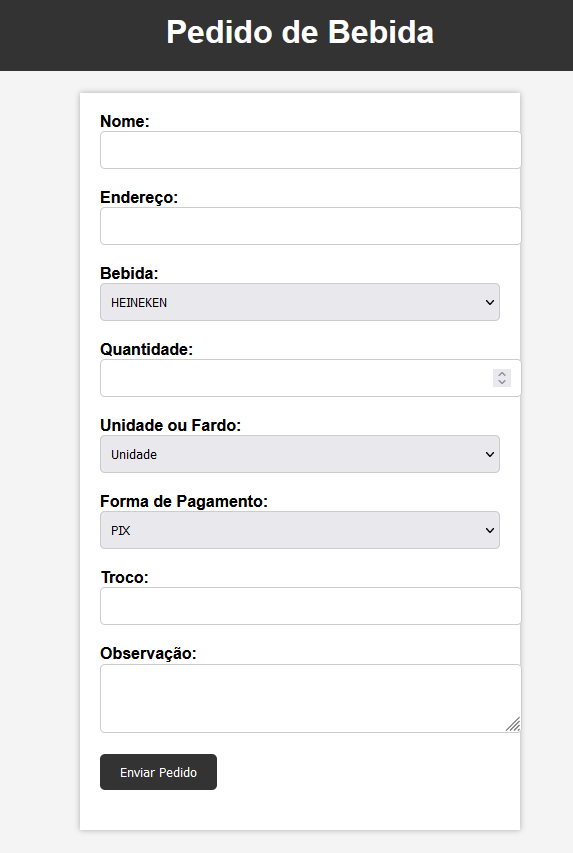 Pedido de Bebida
Nome:
Endereço:
Bebida:
HEINEKEN
Quantidade:
Unidade ou Fardo:
Unidade
Forma de Pagamento:
PIX
Troco:
Observação:
Enviar Pedido